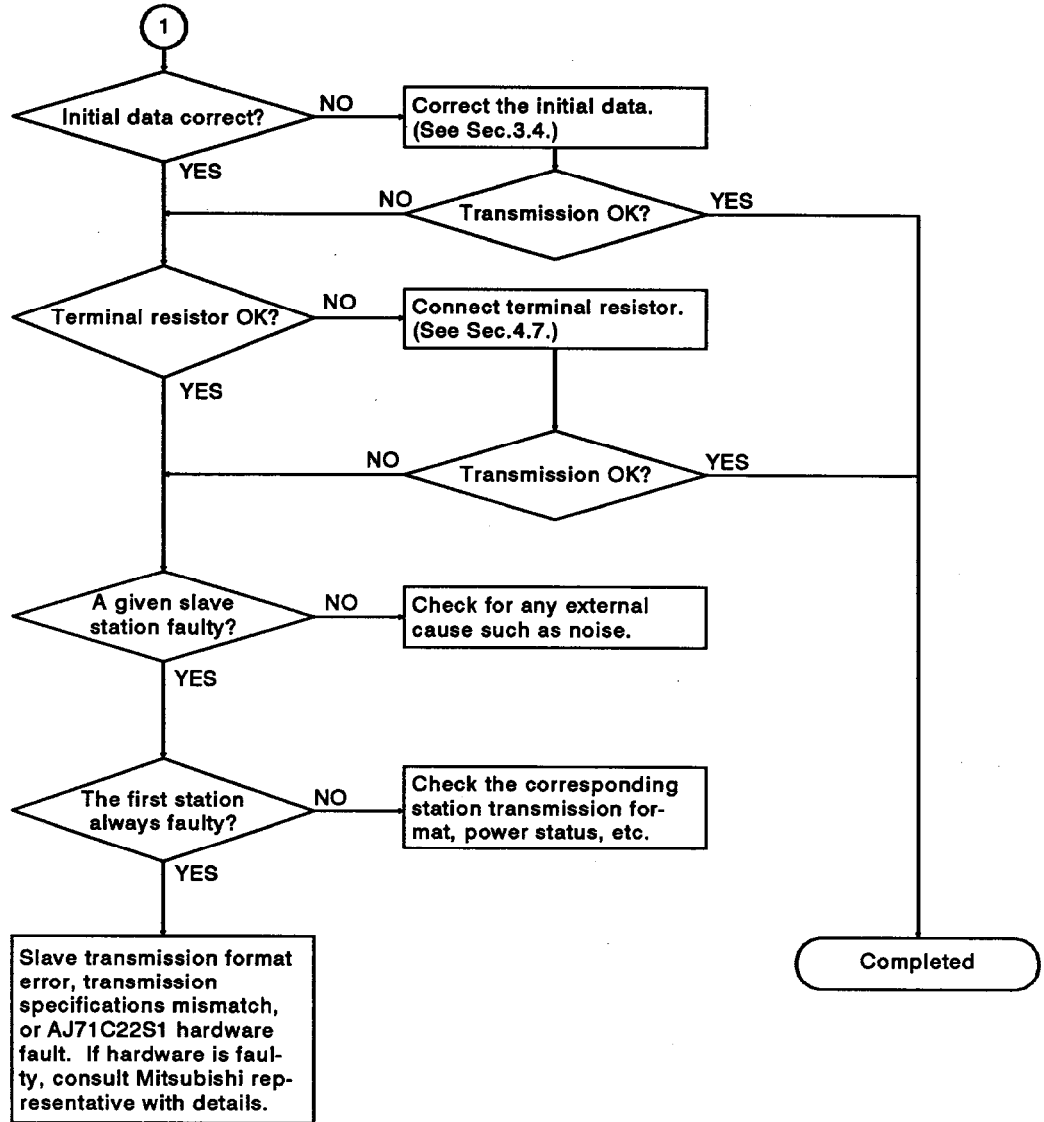 1
Initial data correct?
NO
Correct the initial data.
(See Sec.3.4.)
YES
NO
Transmission OK?
YES
Terminal resistor OK?
NO
Connect terminal resistor.
(See Sec.4.7.)
YES
NO
Transmission OK?
YES
A given slave
station faulty?
NO
Check for any external
cause such as noise.
YES
The first station
always faulty?
NO
Check the corresponding
station transmission for-
mat, power status, etc.
YES
Slave transmission format
error, transmission
specifications mismatch,
or AJ71C22S1 hardware
fault. If hardware is faul-
ty, consult Mitsubishi rep-
resentative with details.
Completed